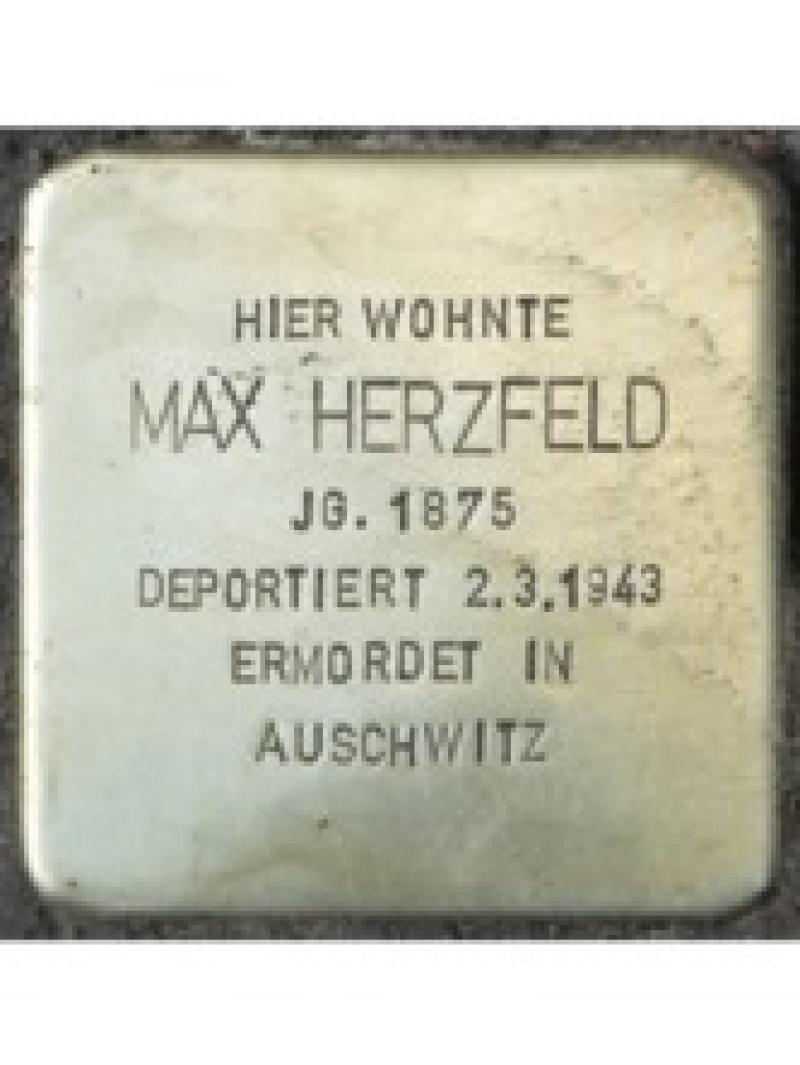 HIER WOHNTE
MAX HERZFELD
JG. 1875
DEPORTIERT 2.3.1943
ERMORDET IN
AUSCHWITZ